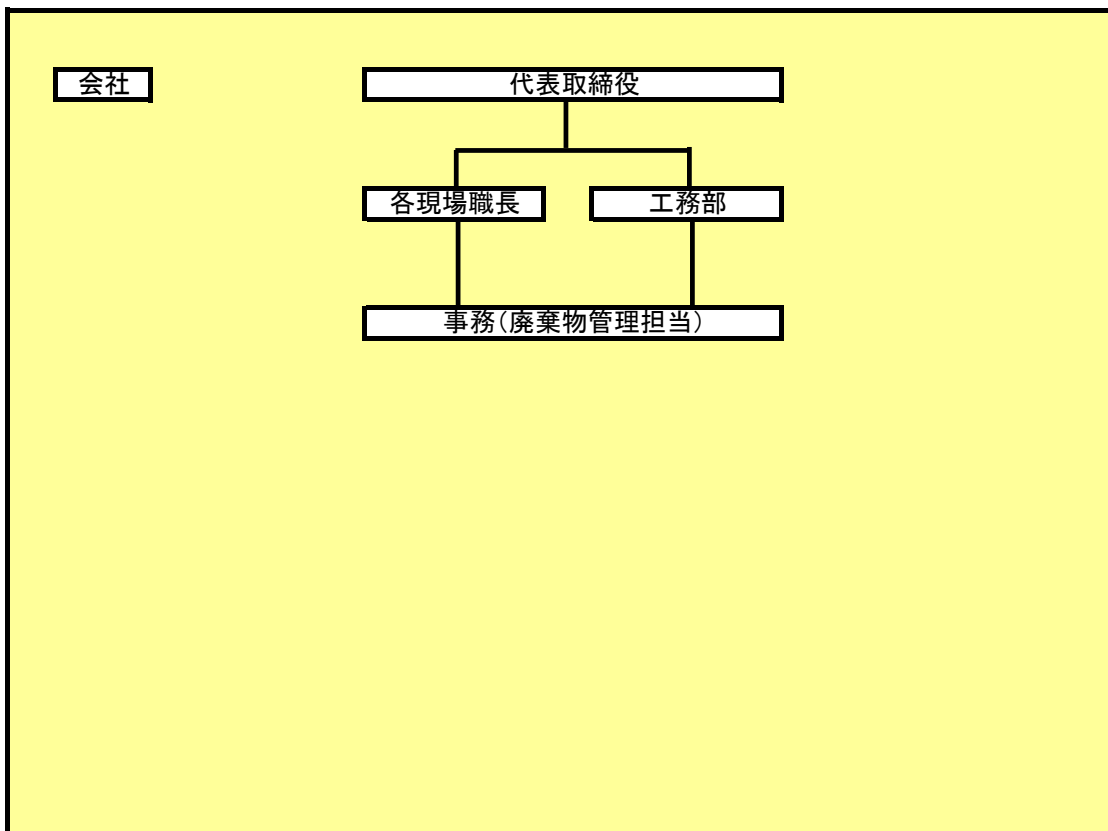 会社
代表取締役
各現場職長
工務部
事務（廃棄物管理担当）